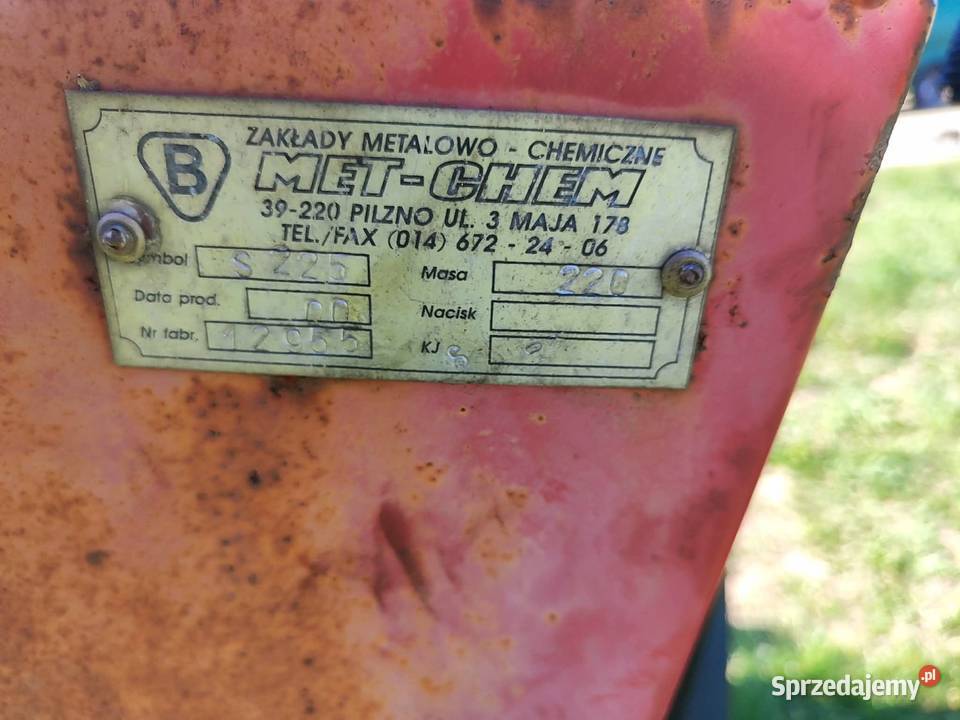 B
ZAKŁADY METALOWO - CHEMICZNE
MET-CHEM
39-220 PILZNO UL. 3 MAJA 178
TEL./FAX (014) 672 - 24 - 06
mbol S 225
Masa 220
Data prod. 00
Nacisk
Nr fabr. 12955
KJ
Sprzedajemy.pl